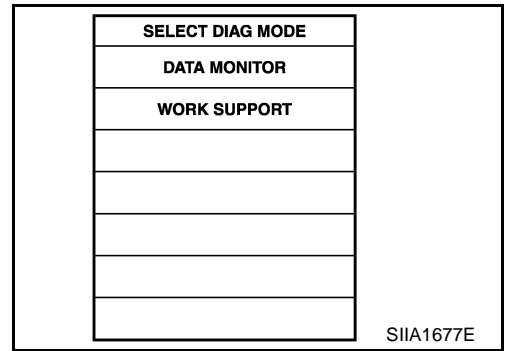 SELECT DIAG MODE
DATA MONITOR
WORK SUPPORT
SIIA1677E